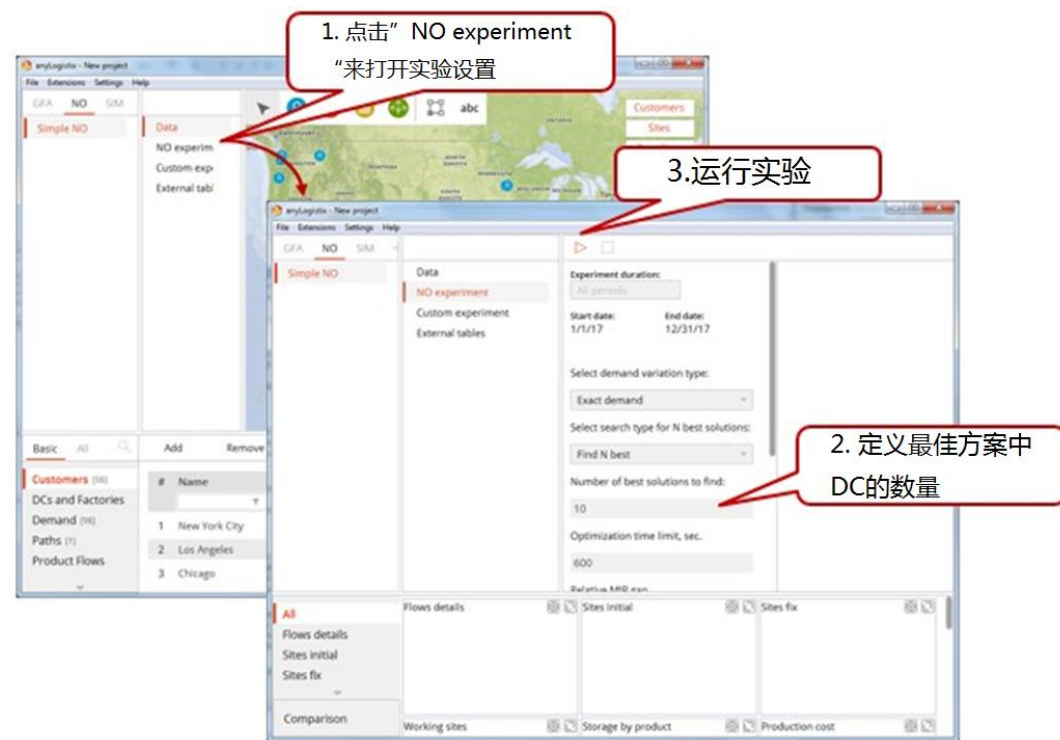 1. 点击”NO experiment
“来打开实验设置
anyLogistix - New project
File Extensions Settings Help
GFA NO SIM
abc
Customers
Simple NO
Data
Sites
NO experim
Custom exp
External tabl
3.运行实验
anyLogistix - New project
File Extensions Settings Help
GFA NO SIM
Simple NO
Data
NO experiment
Custom experiment
External tables
Experiment duration:
All periods
Start date: End date:
1/1/17 12/31/17
Select demand variation type:
Exact demand
Select search type for N best solutions:
Find N best
Number of best solutions to find:
10
Optimization time limit, sec.
600
Relative MIP gap
2. 定义最佳方案中
DC的数量
Basic All
Add Remove
Customers [98]
DCs and Factories
Demand [98]
Paths [1]
Product Flows
# Name
1 New York City
2 Los Angeles
3 Chicago
All
Flows details
Sites initial
Sites fix
Comparison
Flows details Sites initial Sites fix
Working sites Storage by product Production cost